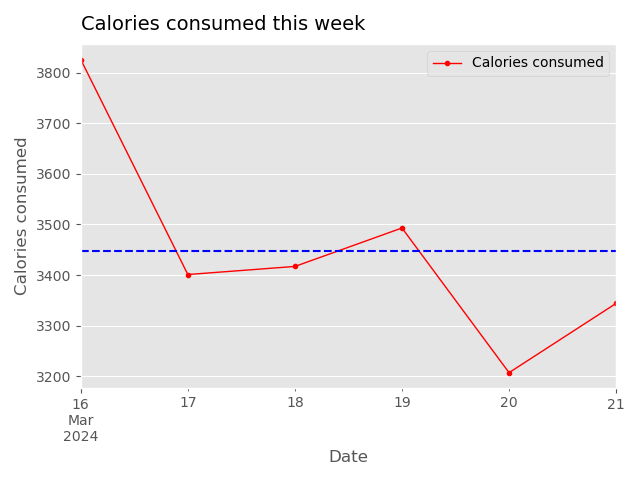 Calories consumed this week
Calories consumed
Calories consumed
3800
3700
3600
3500
3400
3300
3200
16
Mar
2024
17
18
19
20
21
Date